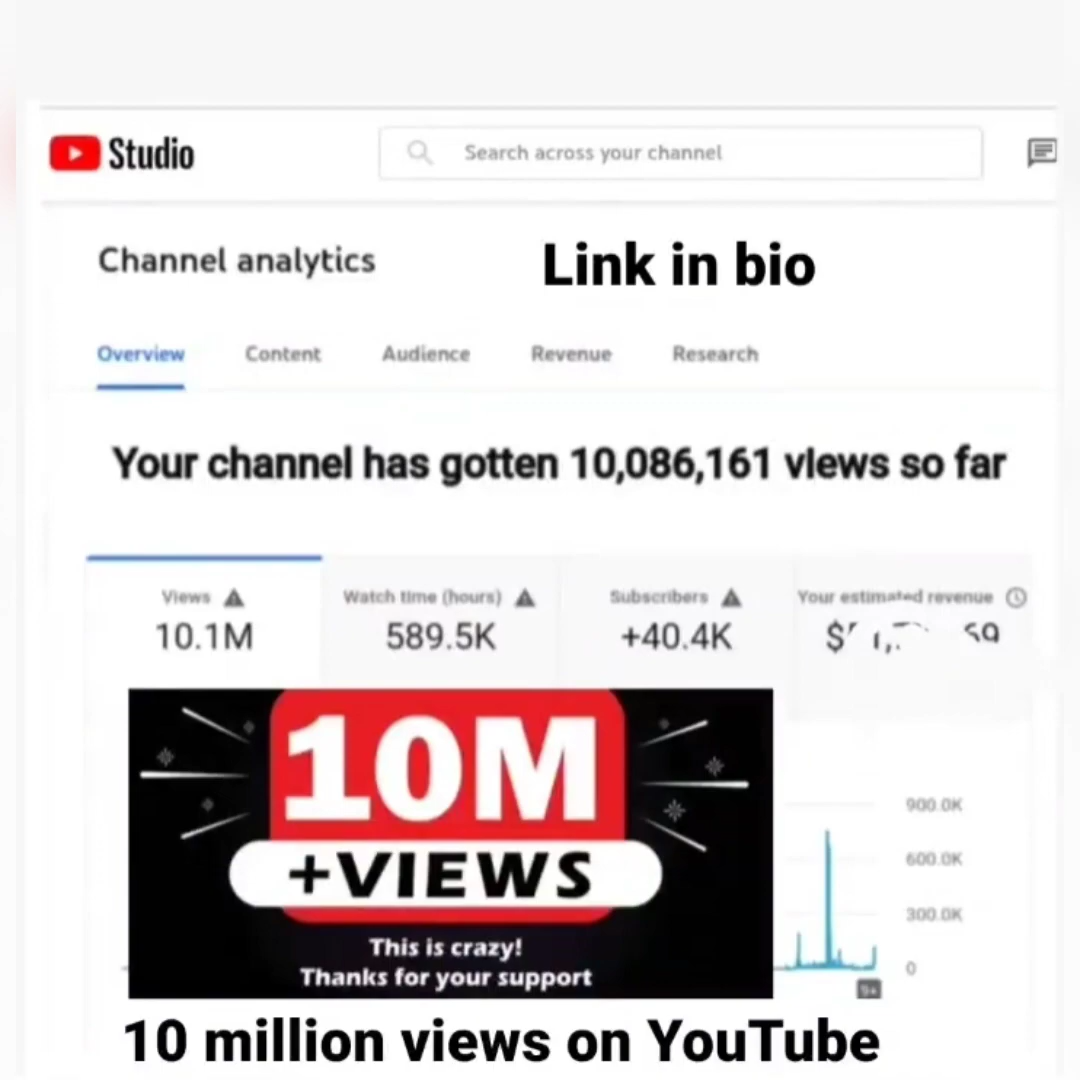 Studio
Search across your channel
Channel analytics
Link in bio
Overview Content Audience Revenue Research
Your channel has gotten 10,086,161 views so far
Views Watch time (hours) Subscribers Your estimated revenue
10.1M 589.5K +40.4K
10M
+VIEWS
This is crazy!
Thanks for your support
900.0K
600.0K
300.0K
0
9+
10 million views on YouTube